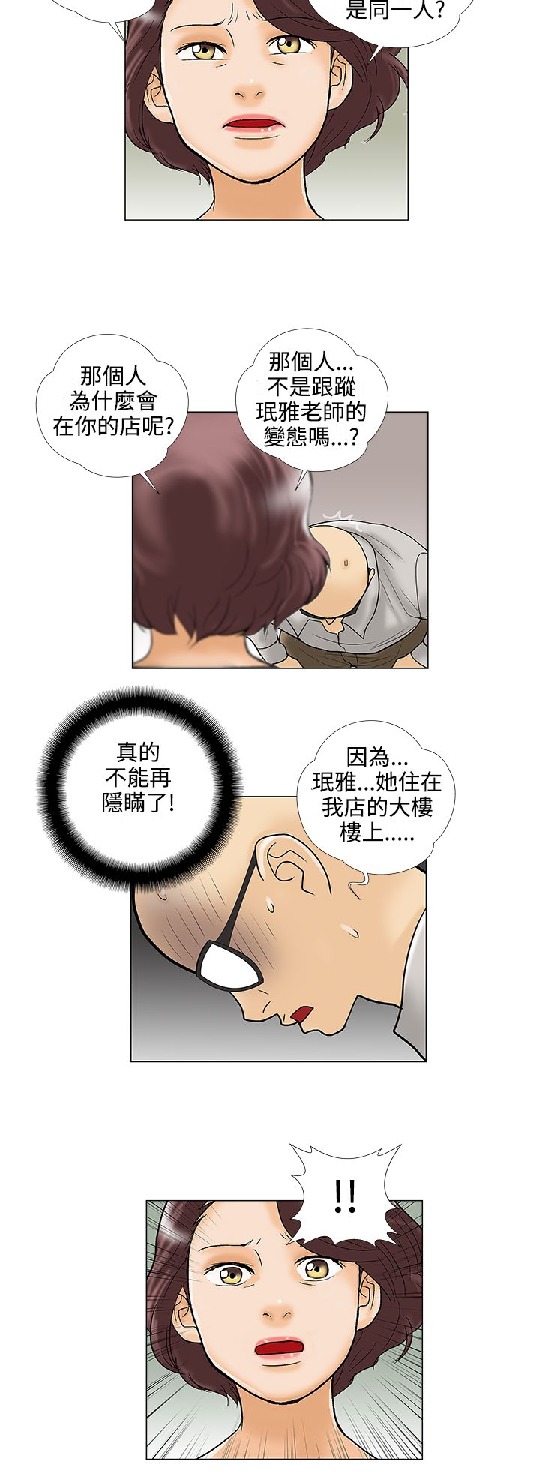 是同一人?
那個人
為什麼會
在你的店呢?
那個人...
不是跟蹤
珉雅老師的
變態嗎...?
真的
不能再
隱瞞了!
因為...
珉雅...她住在
我店的大樓
樓上.....
!!